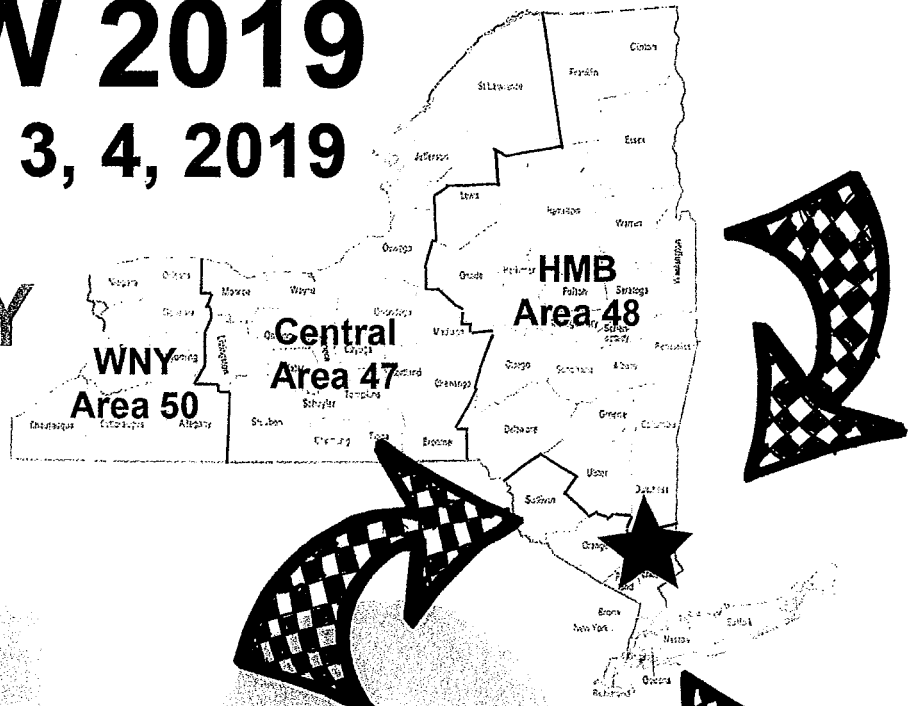 W 2019
3, 4, 2019
Y
Clinton
Franklin
St Lawrence
Essex
Jefferson
Lewis
Hamilton
Warren
Washington
Oswego
Oneida
Herkimer
HMB
Area 48
Fulton
Saratoga
Niagara
Orleans
Monroe
Wayne
Onondaga
Madison
Central
Area 47
Cayuga
Livingston
WNY
Area 50
Wyoming
Cortland
Chenango
Otsego
Schoharie
Albany
Rensselaer
Schuyler
Tompkins
Greene
Columbia
Chautauqua
Cattaraugus
Allegany
Steuben
Chemung
Tioga
Broome
Delaware
Ulster
Dutchess
Sullivan
Orange
Bronx
New York
Nassau
Suffolk
Queens
Richmond